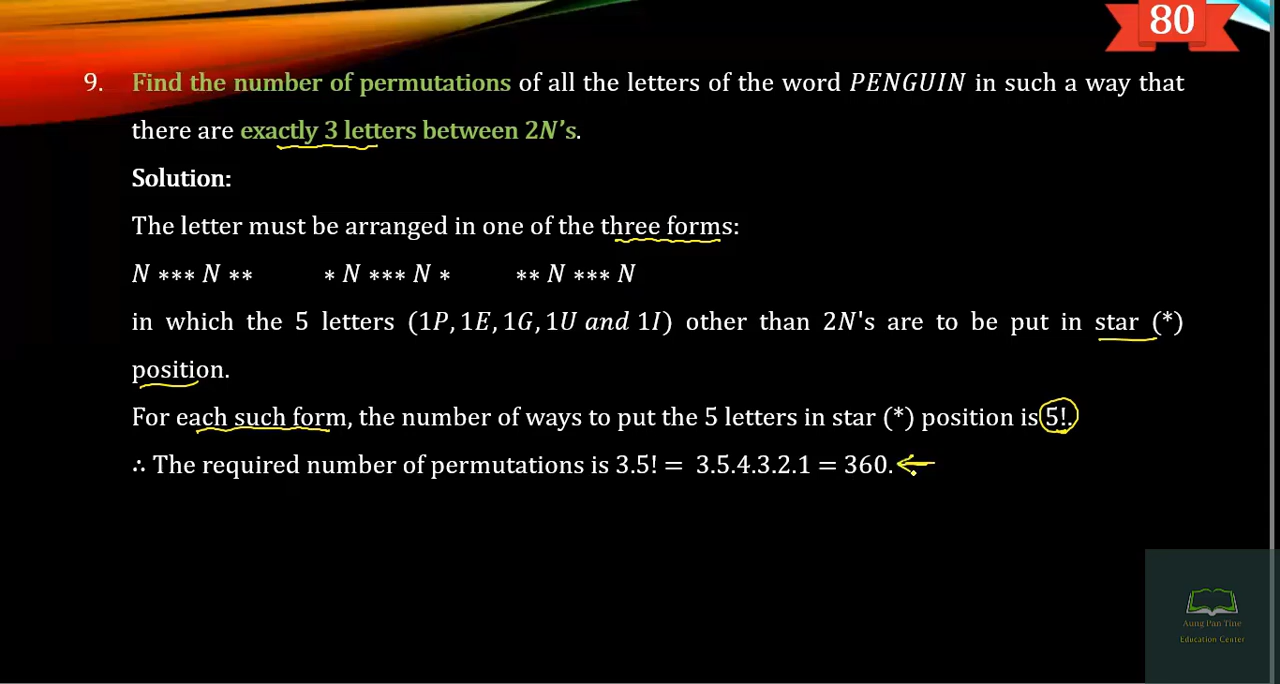 80
9. Find the number of permutations of all the letters of the word PENGUIN in such a way that
there are exactly 3 letters between 2N's.
Solution:
The letter must be arranged in one of the three forms:
N *** N ** * N *** N * ** N *** N
in which the 5 letters (1P, 1E, 1G, 1U and 1I) other than 2N's are to be put in star (*)
position.
For each such form, the number of ways to put the 5 letters in star (*) position is 5!.
∴ The required number of permutations is 3.5! = 3.5.4.3.2.1 = 360.
Aung Pan Tine
Education Center